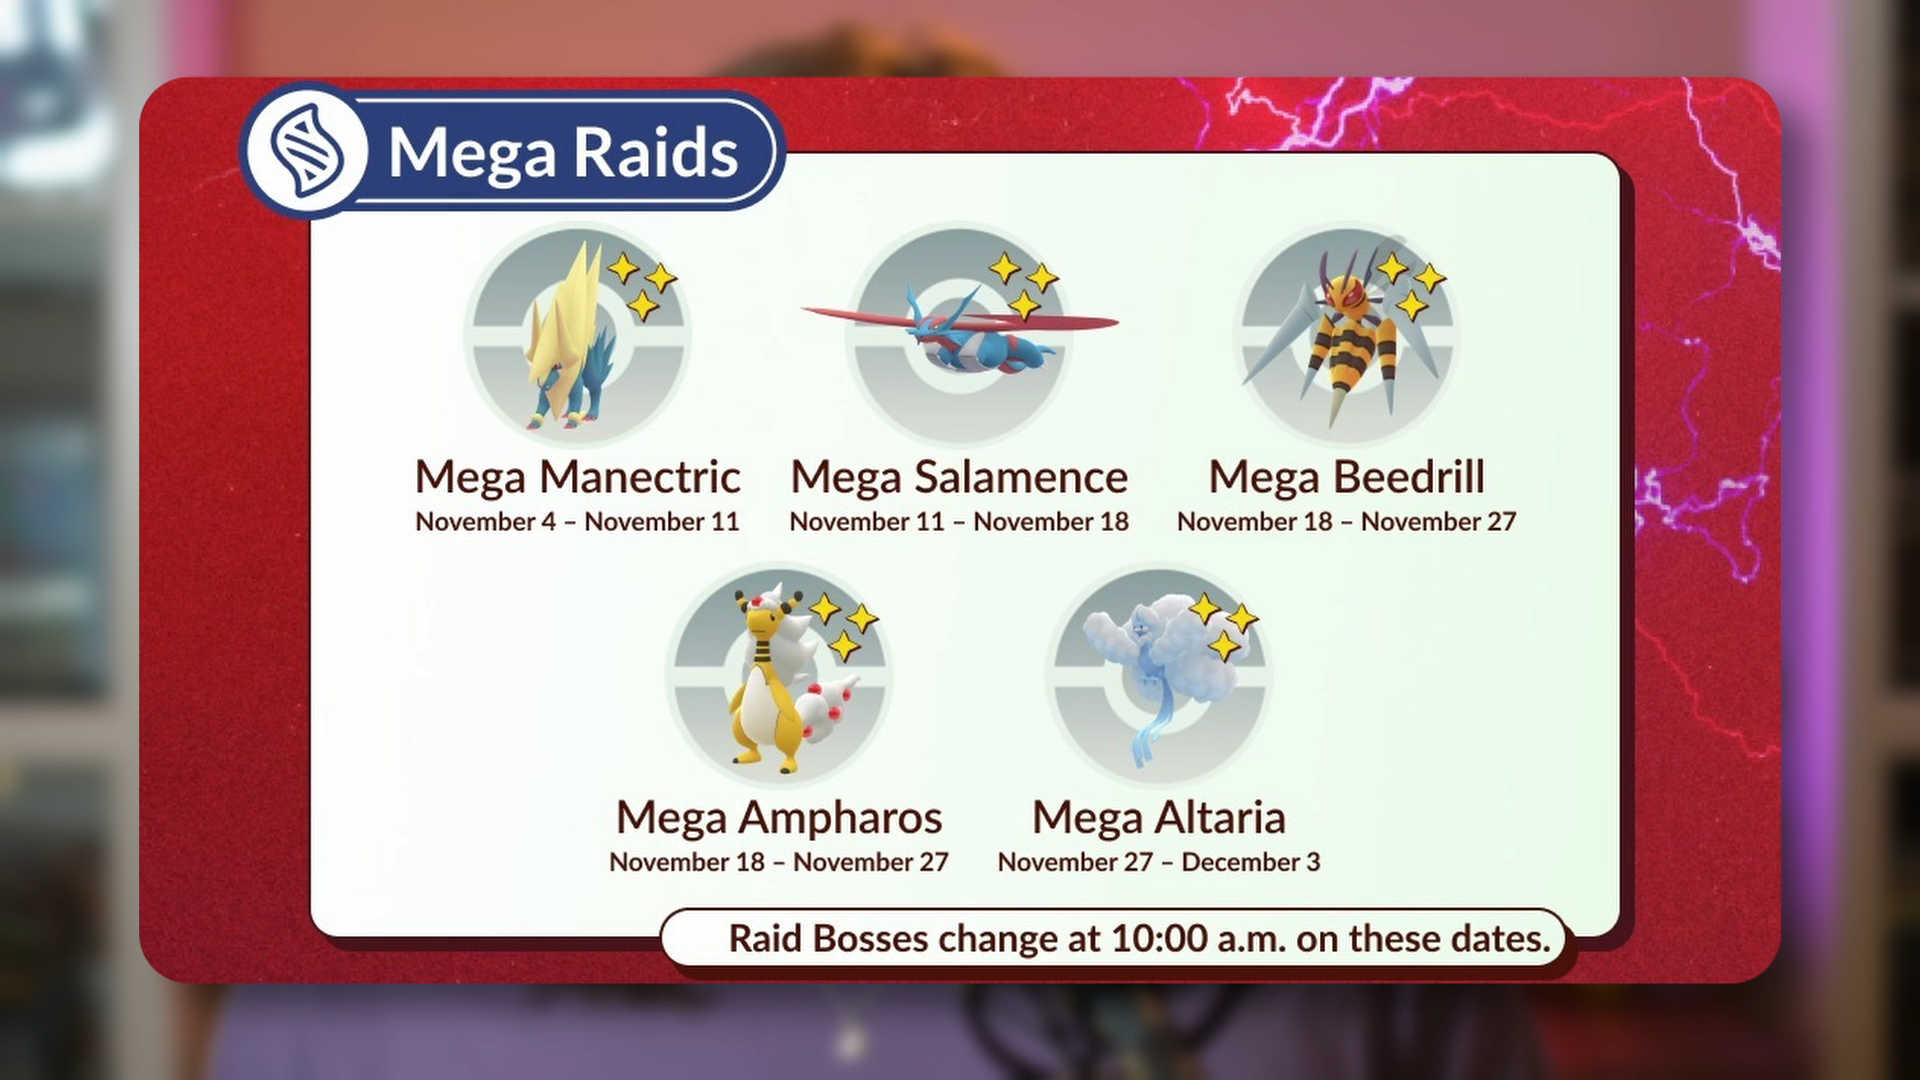 Mega Raids
Mega Manectric
November 4 – November 11
Mega Salamence
November 11 – November 18
Mega Beedrill
November 18 – November 27
Mega Ampharos
November 18 – November 27
Mega Altaria
November 27 – December 3
Raid Bosses change at 10:00 a.m. on these dates.